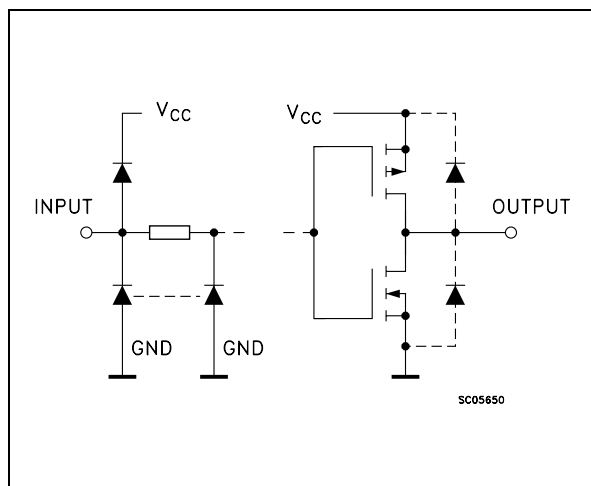 VCC
VCC
INPUT
OUTPUT
GND
GND
SC05650